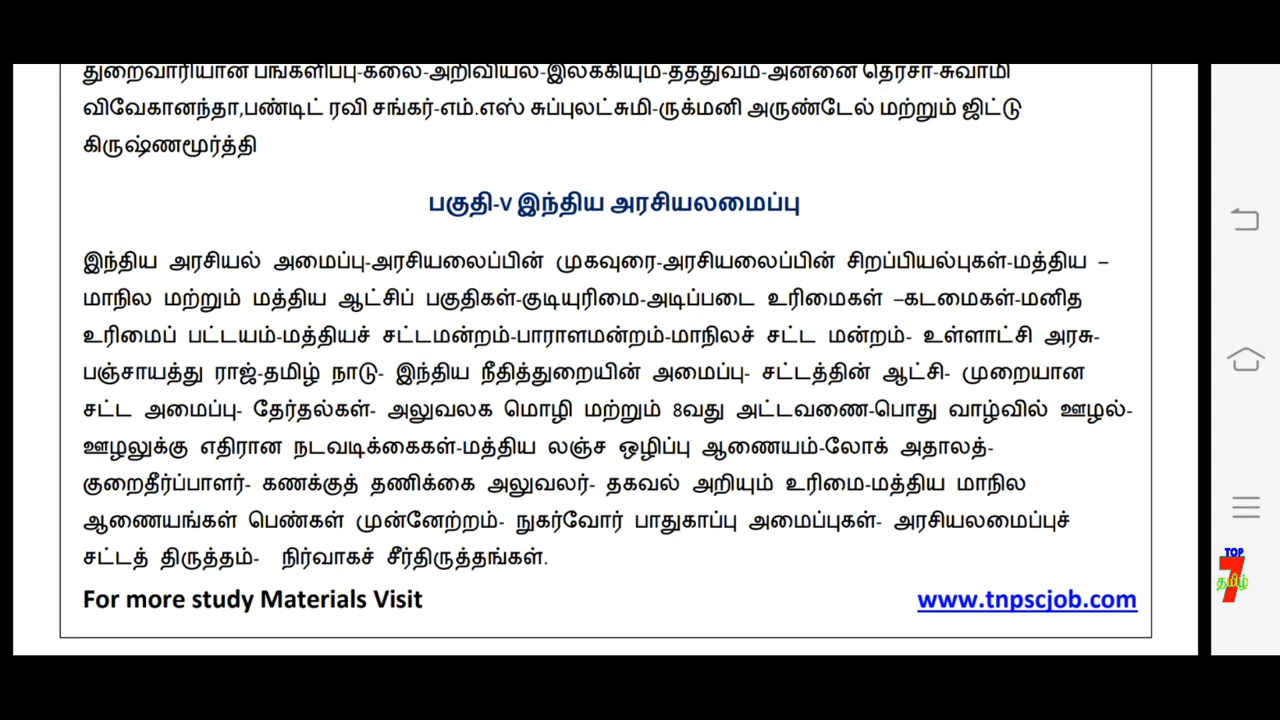 துறைவாரியான பங்களிப்பு-கலை-அறிவியல்-இலக்கியம்-தத்துவம்-அன்னை தெரசா-சுவாமி
விவேகானந்தா,பண்டிட் ரவி சங்கர்-எம்.எஸ் சுப்புலட்சுமி-ருக்மனி அருண்டேல் மற்றும் ஜிட்டு
கிருஷ்ணமூர்த்தி
பகுதி-V இந்திய அரசியலமைப்பு
இந்திய அரசியல் அமைப்பு-அரசியலைப்பின் முகவுரை-அரசியலைப்பின் சிறப்பியல்புகள்-மத்திய –
மாநில மற்றும் மத்திய ஆட்சிப் பகுதிகள்-குடியுரிமை-அடிப்படை உரிமைகள் –கடமைகள்-மனித
உரிமைப் பட்டயம்-மத்தியச் சட்டமன்றம்-பாராளமன்றம்-மாநிலச் சட்ட மன்றம்- உள்ளாட்சி அரசு-
பஞ்சாயத்து ராஜ்-தமிழ் நாடு- இந்திய நீதித்துறையின் அமைப்பு- சட்டத்தின் ஆட்சி- முறையான
சட்ட அமைப்பு- தேர்தல்கள்- அலுவலக மொழி மற்றும் 8வது அட்டவணை-பொது வாழ்வில் ஊழல்-
ஊழலுக்கு எதிரான நடவடிக்கைகள்-மத்திய லஞ்ச ஒழிப்பு ஆணையம்-லோக் அதாலத்-
குறைதீர்ப்பாளர்- கணக்குத் தணிக்கை அலுவலர்- தகவல் அறியும் உரிமை-மத்திய மாநில
ஆணையங்கள் பெண்கள் முன்னேற்றம்- நுகர்வோர் பாதுகாப்பு அமைப்புகள்- அரசியலமைப்புச்
சட்டத் திருத்தம்- நிர்வாகச் சீர்திருத்தங்கள்.
For more study Materials Visit www.tnpscjob.com
TOP
7
தமிழ்